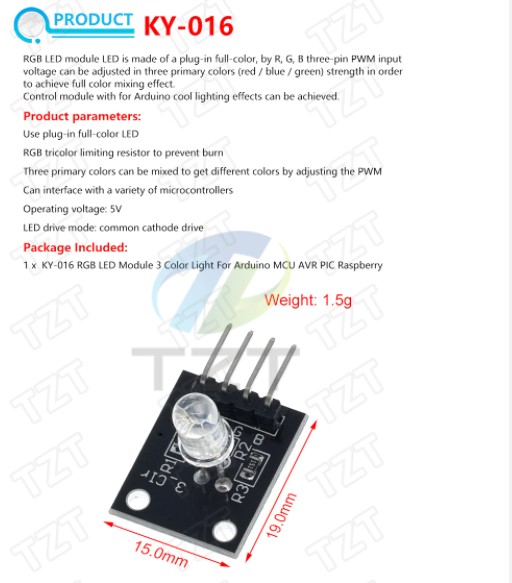 PRODUCT KY-016
RGB LED module LED is made of a plug-in full-color, by R, G, B three-pin PWM input
voltage can be adjusted in three primary colors (red / blue / green) strength in order
to achieve full color mixing effect.
Control module with for Arduino cool lighting effects can be achieved.
Product parameters:
Use plug-in full-color LED
RGB tricolor limiting resistor to prevent burn
Three primary colors can be mixed to get different colors by adjusting the PWM
Can interface with a variety of microcontrollers
Operating voltage: 5V
LED drive mode: common cathode drive
Package Included:
1 x KY-016 RGB LED Module 3 Color Light For Arduino MCU AVR PIC Raspberry
Weight: 1.5g
TZT
G
B
R1
R2
R3
3_Clr
15.0mm
19.0mm